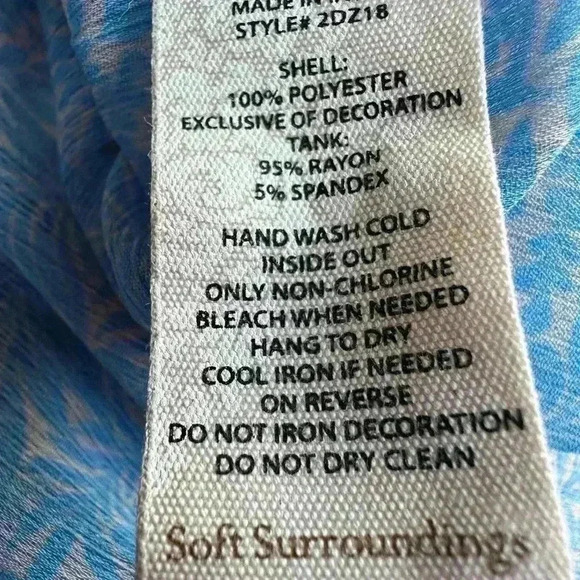 MADE IN
STYLE# 2DZ18
SHELL:
100% POLYESTER
EXCLUSIVE OF DECORATION
TANK:
95% RAYON
5% SPANDEX
HAND WASH COLD
INSIDE OUT
ONLY NON-CHLORINE
BLEACH WHEN NEEDED
HANG TO DRY
COOL IRON IF NEEDED
ON REVERSE
DO NOT IRON DECORATION
DO NOT DRY CLEAN
Soft Surroundings